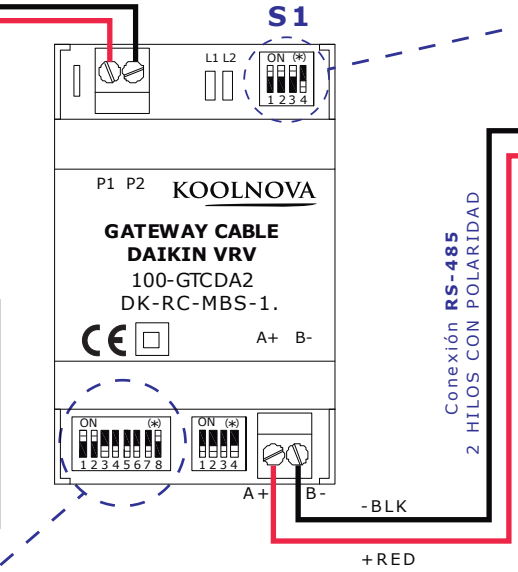 S1
L1 L2
ON (*)
1 2 3 4
P1 P2
KOOLNOVA
GATEWAY CABLE
DAIKIN VRV
100-GTCDA2
DK-RC-MBS-1.
CE
A+ B-
ON (*)
1 2 3 4 5 6 7 8
ON (*)
1 2 3 4
A+ B-
-BLK
+RED
Conexión RS-485
2 HILOS CON POLARIDAD